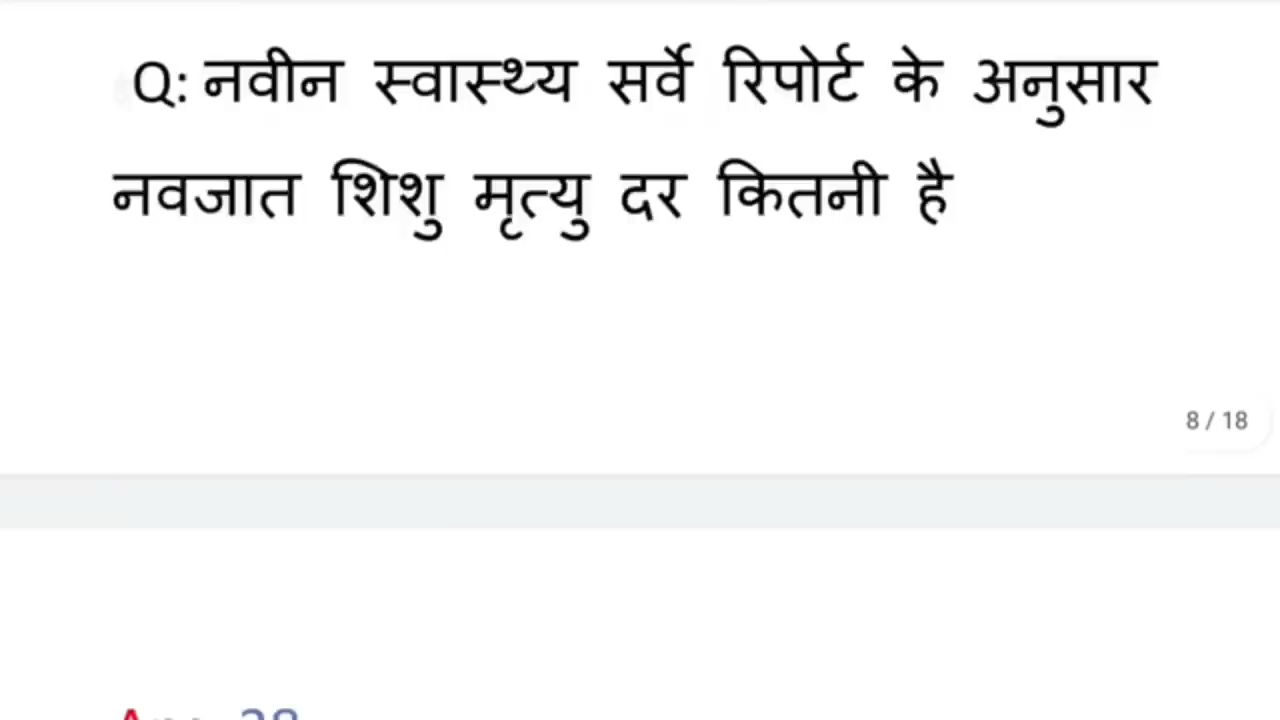 Q: नवीन स्वास्थ्य सर्वे रिपोर्ट के अनुसार
नवजात शिशु मृत्यु दर कितनी है
8 / 18